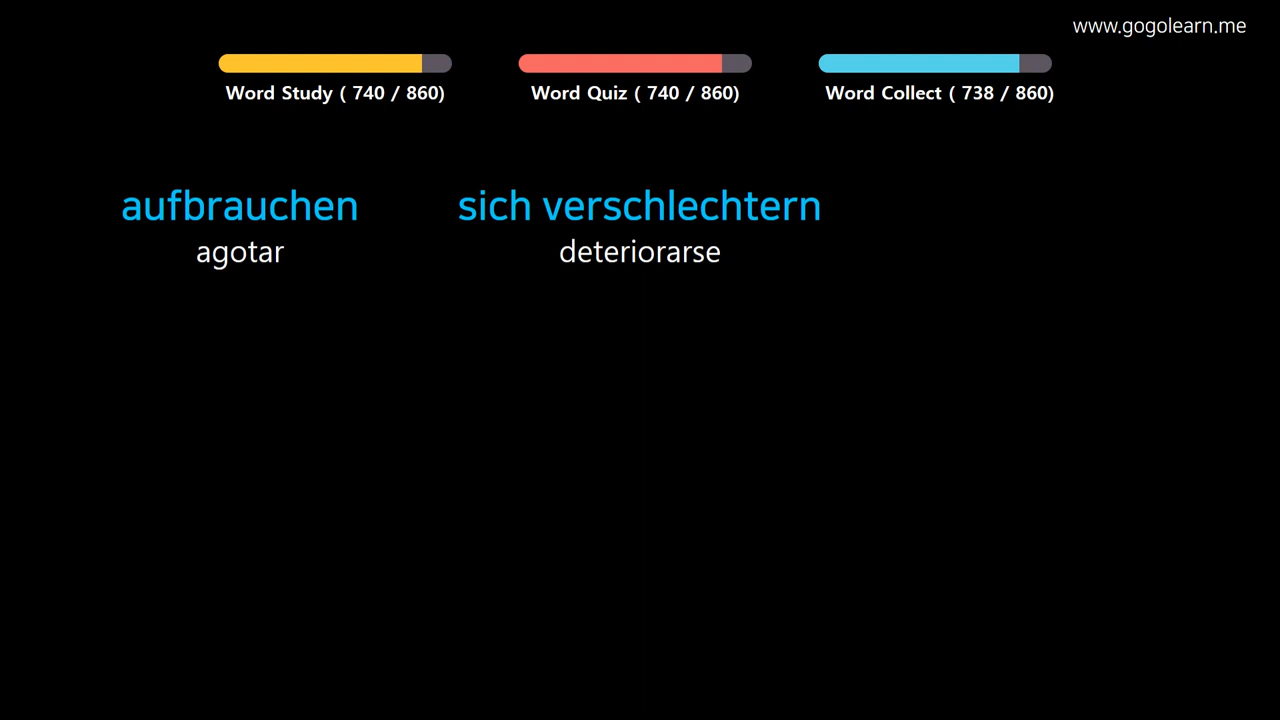 www.gogolearn.me
Word Study ( 740 / 860)
Word Quiz ( 740 / 860)
Word Collect ( 738 / 860)
aufbrauchen
agotar
sich verschlechtern
deteriorarse